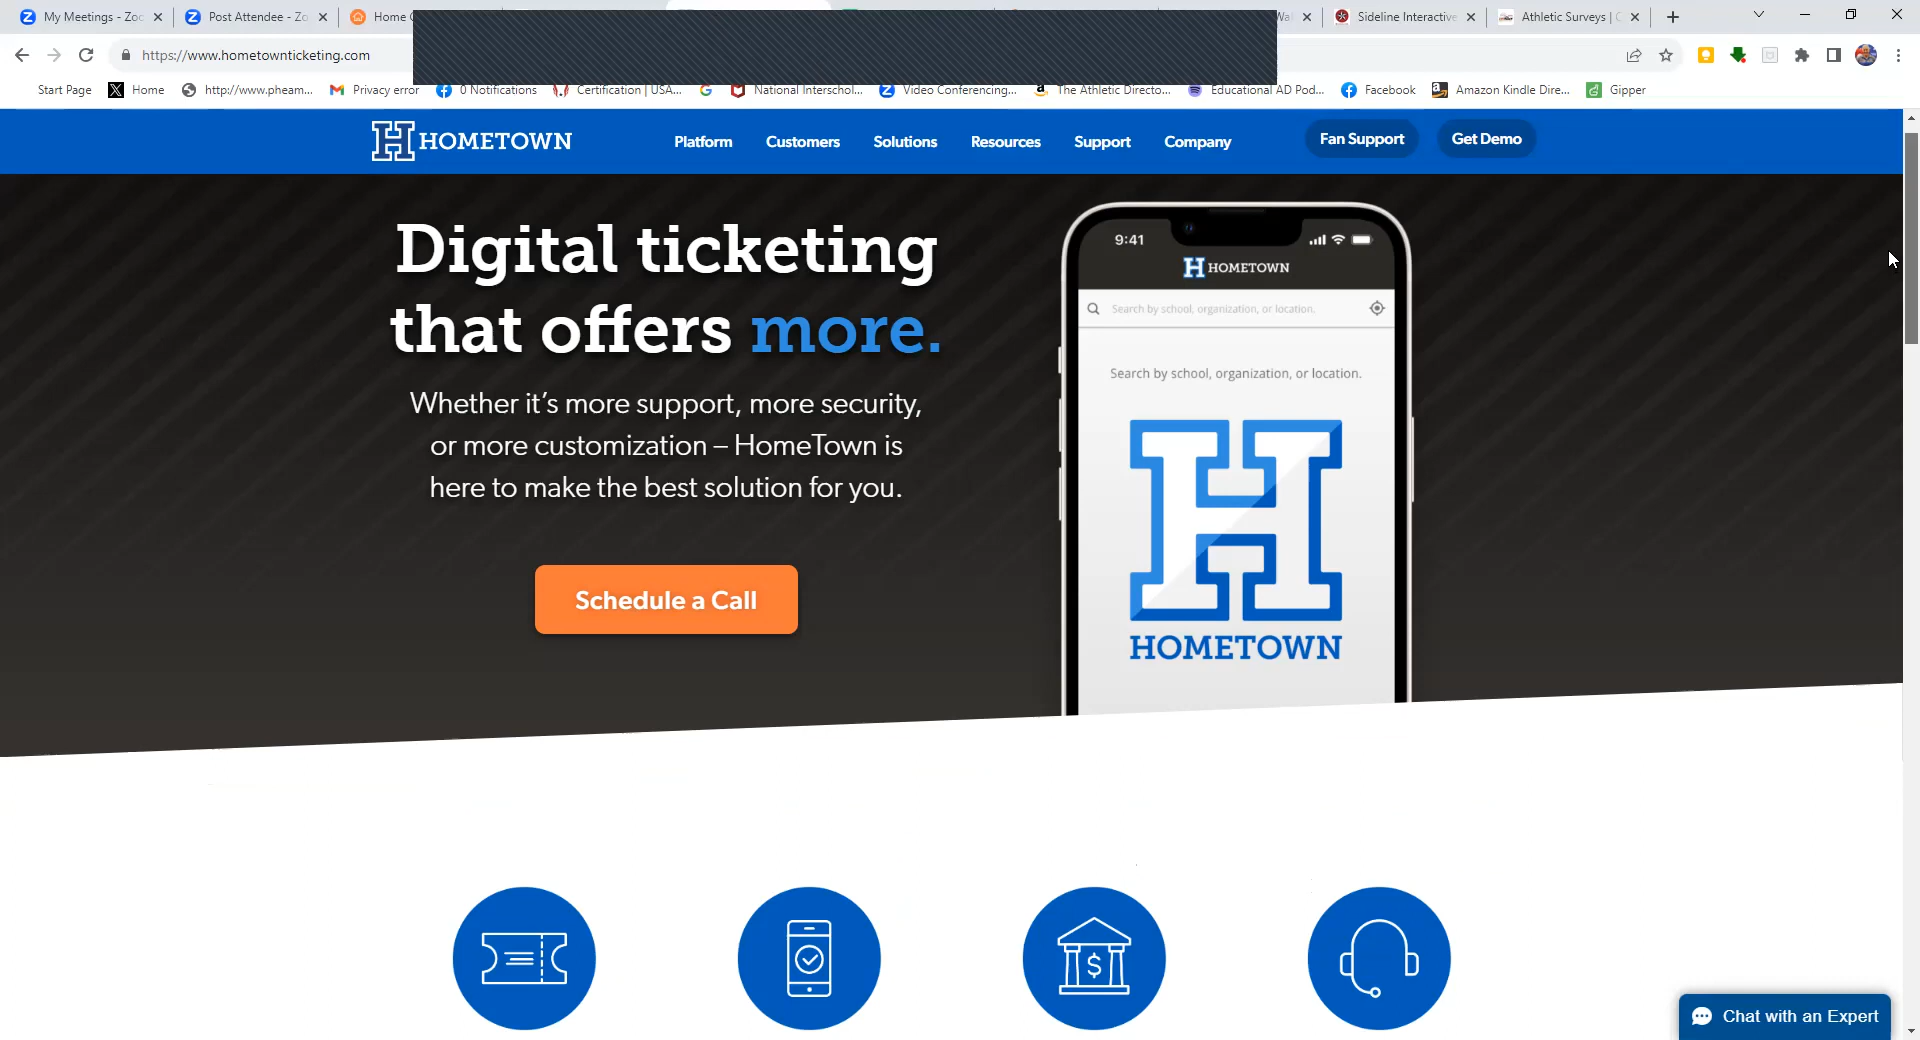 My Meetings - Zoo
Post Attendee - Zo
Home
Sideline Interactive
Athletic Surveys |
https://www.hometownticketing.com
Start Page
Home
http://www.pheam...
Privacy error
0 Notifications
Certification | USA...
National Interschol...
Video Conferencing...
The Athletic Directo...
Educational AD Pod...
Facebook
Amazon Kindle Dire...
Gipper
H HOMETOWN
Platform
Customers
Solutions
Resources
Support
Company
Fan Support
Get Demo
Digital ticketing
that offers more.
Whether it's more support, more security,
or more customization – HomeTown is
here to make the best solution for you.
Schedule a Call
9:41
H HOMETOWN
Search by school, organization, or location.
Search by school, organization, or location.
H
HOMETOWN
$
Chat with an Expert